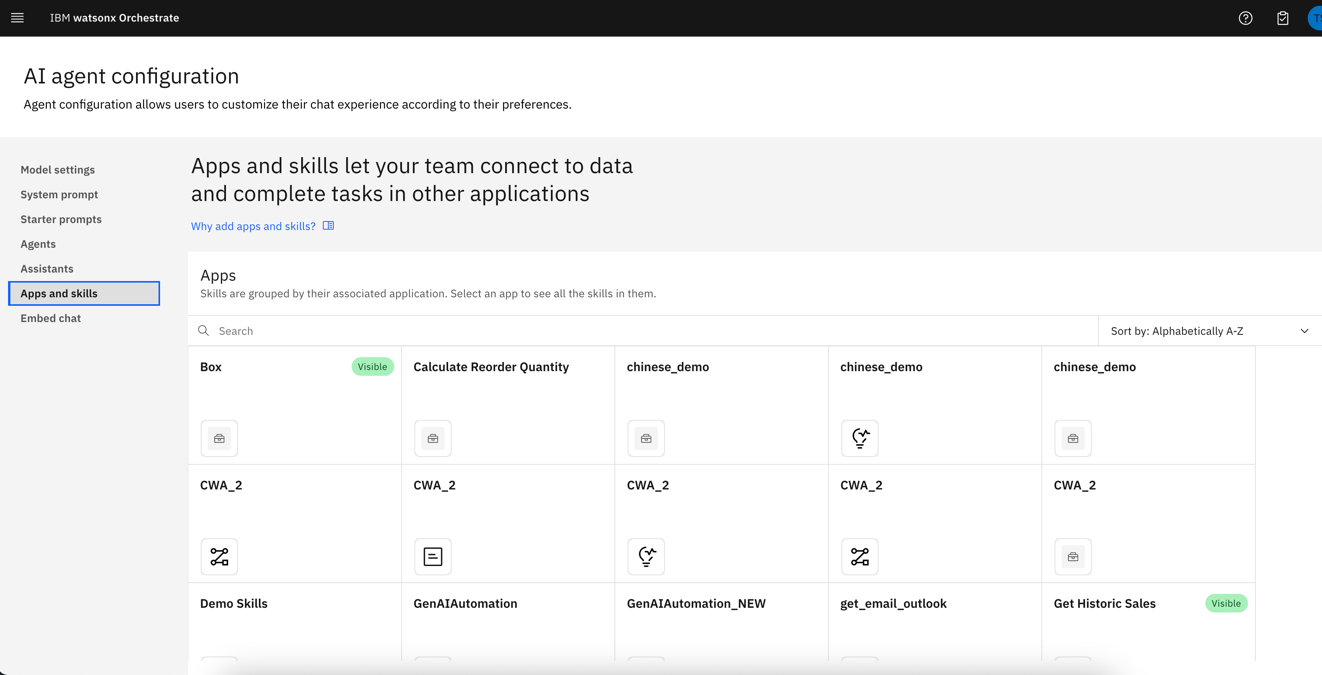 IBM watsonx Orchestrate
AI agent configuration
Agent configuration allows users to customize their chat experience according to their preferences.
Model settings
System prompt
Starter prompts
Agents
Assistants
Apps and skills
Embed chat
Apps and skills let your team connect to data
and complete tasks in other applications
Why add apps and skills?
Apps
Skills are grouped by their associated application. Select an app to see all the skills in them.
Search
Sort by: Alphabetically A-Z
Box
Visible
Calculate Reorder Quantity
chinese_demo
chinese_demo
chinese_demo
CWA_2
CWA_2
CWA_2
CWA_2
CWA_2
Demo Skills
GenAIAutomation
GenAIAutomation_NEW
get_email_outlook
Get Historic Sales
Visible